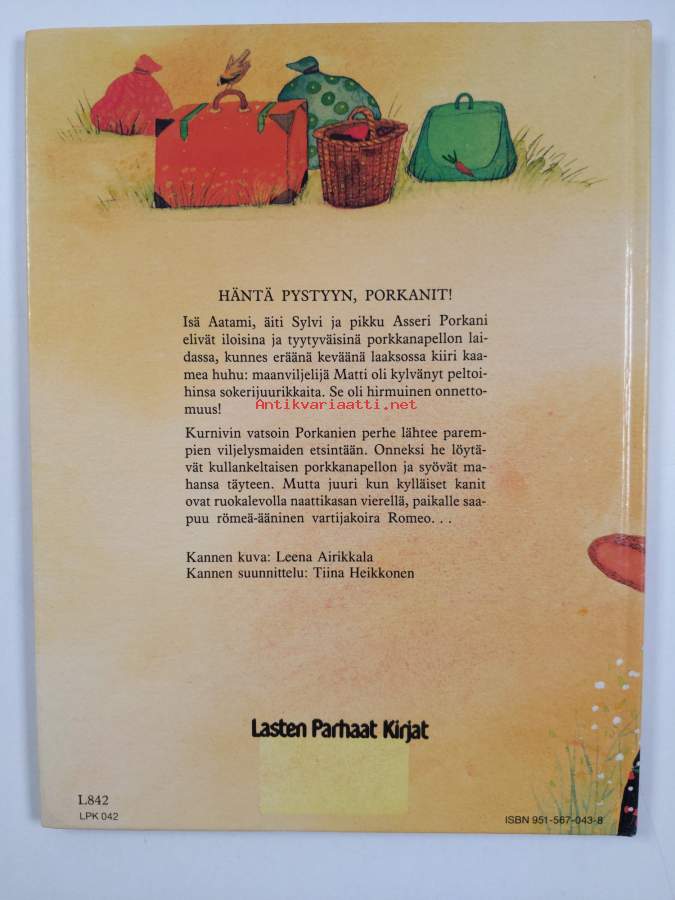 HÄNTÄ PYSTYYN, PORKANIT!
Isä Aatami, äiti Sylvi ja pikku Asseri Porkani
elivät iloisina ja tyytyväisinä porkkanapellon lai-
dassa, kunnes eräänä keväänä laaksossa kiiri kaa-
mea huhu: maanviljelijä Matti oli kylvänyt peltoi-
hinsa sokerijuurikkaita. Se oli hirmuinen onnetto-
Antikvariaatti.net
muus!
Kurnivin vatsoin Porkanien perhe lähtee parem-
pien viljelysmaiden etsintään. Onneksi he löytä-
vät kullankeltaisen porkkanapellon ja syövät ma-
hansa täyteen. Mutta juuri kun kylläiset kanit
ovat ruokalevolla naattikasan vierellä, paikalle saa-
puu römeä-ääninen vartijakoira Romeo. . .
Kannen kuva: Leena Airikkala
Kannen suunnittelu: Tiina Heikkonen
Lasten Parhaat Kirjat
L842
LPK 042
ISBN 951-567-043-8